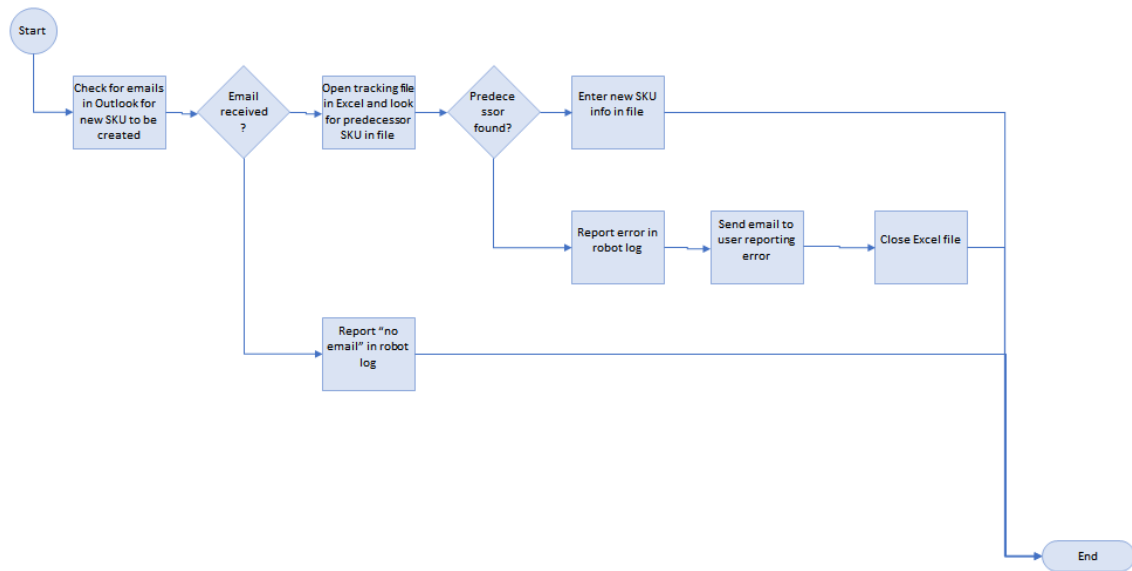 Start
Check for emails
in Outlook for
new SKU to be
created
Email
received
?
Open tracking file
in Excel and look
for predecessor
SKU in file
Predece
ssor
found?
Enter new SKU
info in file
Report error in
robot log
Send email to
user reporting
error
Close Excel file
Report “no
email” in robot
log
End